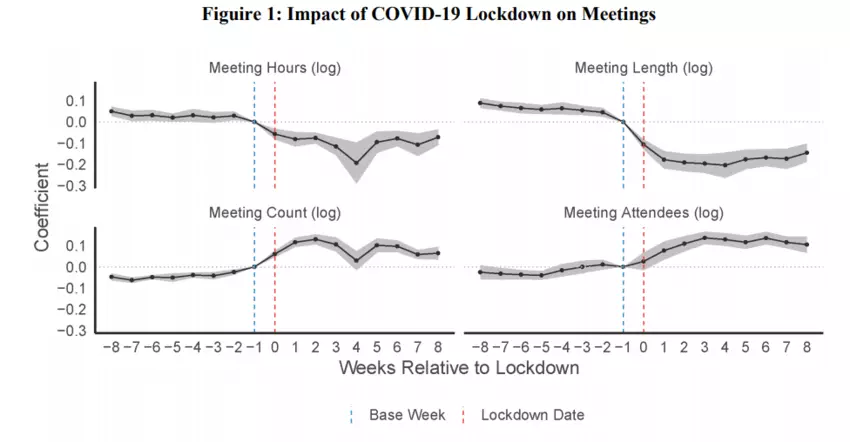 Figuire 1: Impact of COVID-19 Lockdown on Meetings
Meeting Hours (log)
Meeting Length (log)
0.1
0.0
−0.1
−0.2
−0.3
Meeting Count (log)
Meeting Attendees (log)
0.1
0.0
−0.1
−0.2
−0.3
Coefficient
−8 −7 −6 −5 −4 −3 −2 −1 0 1 2 3 4 5 6 7 8
−8 −7 −6 −5 −4 −3 −2 −1 0 1 2 3 4 5 6 7 8
Weeks Relative to Lockdown
Base Week
Lockdown Date